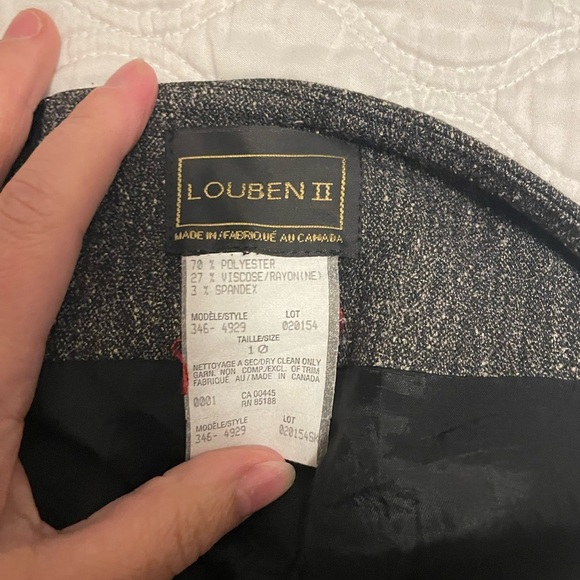 LOUBEN II
MADE IN/FABRIQUÉ AU CANADA
70 % POLYESTER
27 % VISCOSE/RAYON(NE)
3 % SPANDEX
MODÈLE/STYLE LOT
346- 4929 020154
TAILLE/SIZE
10
NETTOYAGE A SEC/DRY CLEAN ONLY
GARN. NON COMP./EXCL. OF TRIM
FABRIQUÉ AU/MADE IN CANADA
0001 CA 00445
RN 85188
MODÈLE/STYLE LOT
346- 4929 0201546